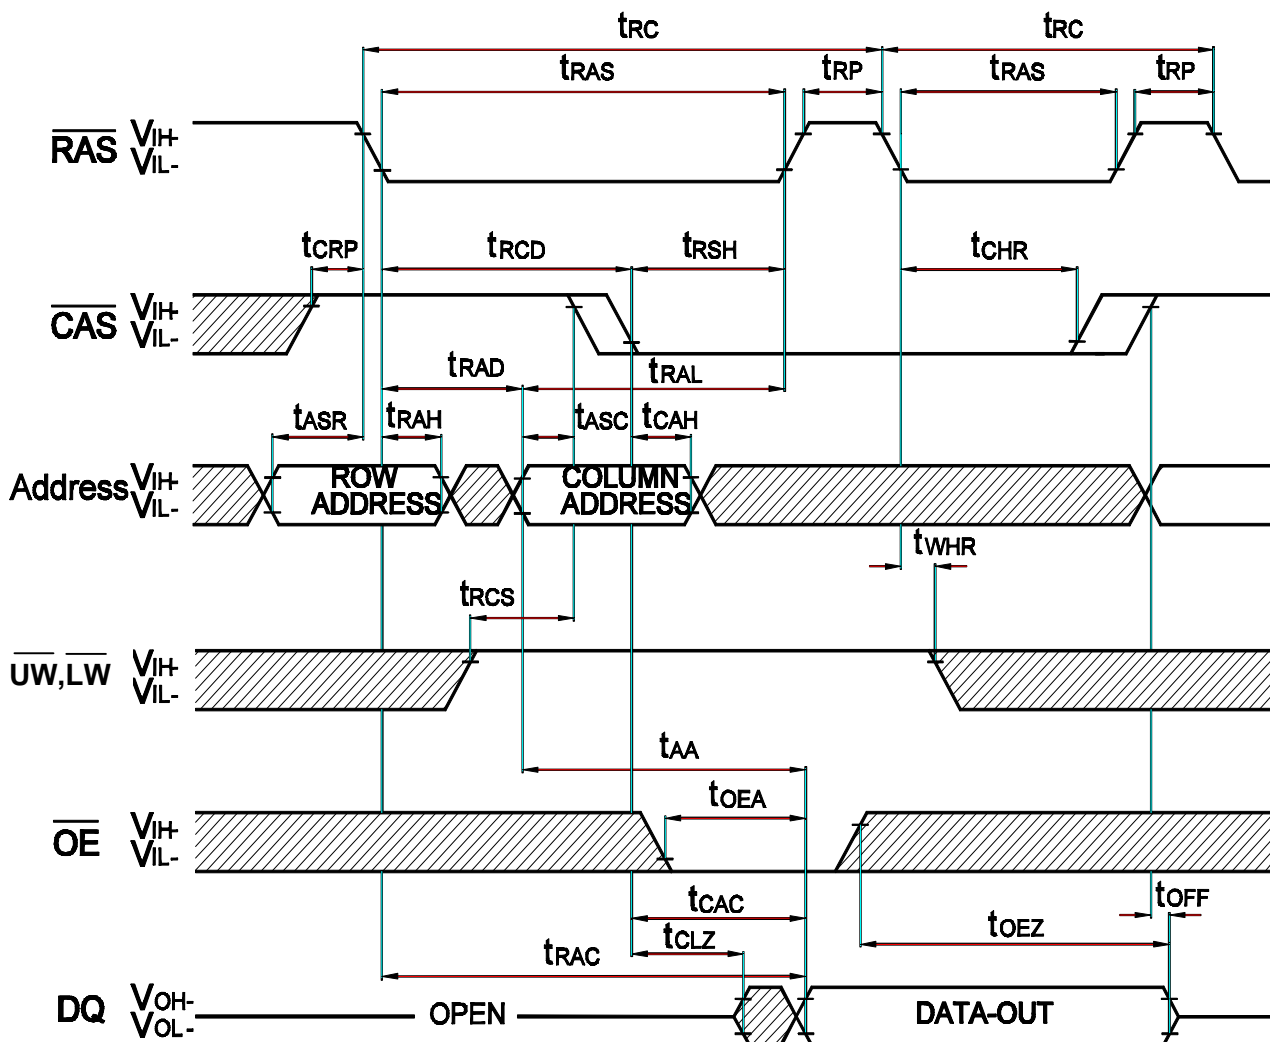 tRC tRC
tRAS tRP tRAS tRP
RAS VIH-
VIL-
tCRP tRCD tRSH tCHR
CAS VIH-
VIL-
tRAD tRAL
tASR tRAH tASC tCAH
Address VIH-
VIL-
ROW
ADDRESS
COLUMN
ADDRESS
tWHR
tRCS
UW,LW VIH-
VIL-
tAA
tOEA
OE VIH-
VIL-
tCAC tOFF
tCLZ tOEZ
tRAC
DQ VOH-
VOL-
OPEN DATA-OUT